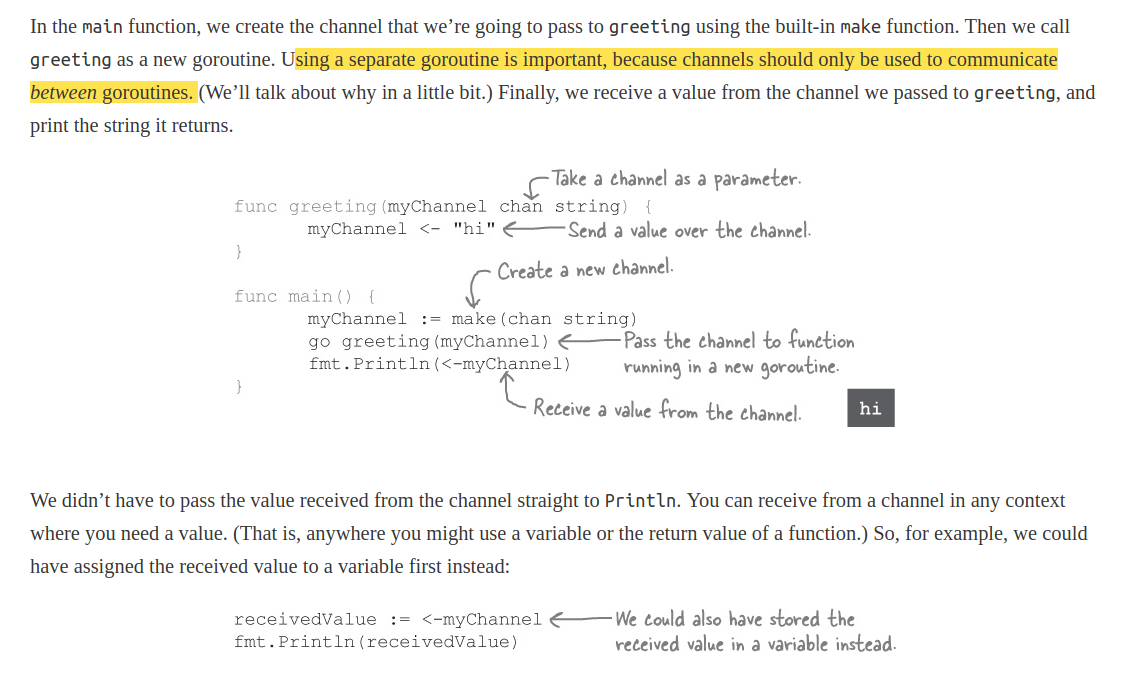 In the main function, we create the channel that we’re going to pass to greeting using the built-in make function. Then we call
greeting as a new goroutine. Using a separate goroutine is important, because channels should only be used to communicate
between goroutines. (We’ll talk about why in a little bit.) Finally, we receive a value from the channel we passed to greeting, and
print the string it returns.
Take a channel as a parameter.
func greeting(myChannel chan string) {
myChannel <- "hi"
Send a value over the channel.
}
Create a new channel.
func main() {
myChannel := make(chan string)
go greeting(myChannel)
Pass the channel to function
running in a new goroutine.
fmt.Println(<-myChannel)
}
Receive a value from the channel.
hi
We didn’t have to pass the value received from the channel straight to Println. You can receive from a channel in any context
where you need a value. (That is, anywhere you might use a variable or the return value of a function.) So, for example, we could
have assigned the received value to a variable first instead:
receivedValue := <-myChannel
fmt.Println(receivedValue)
We could also have stored the
received value in a variable instead.